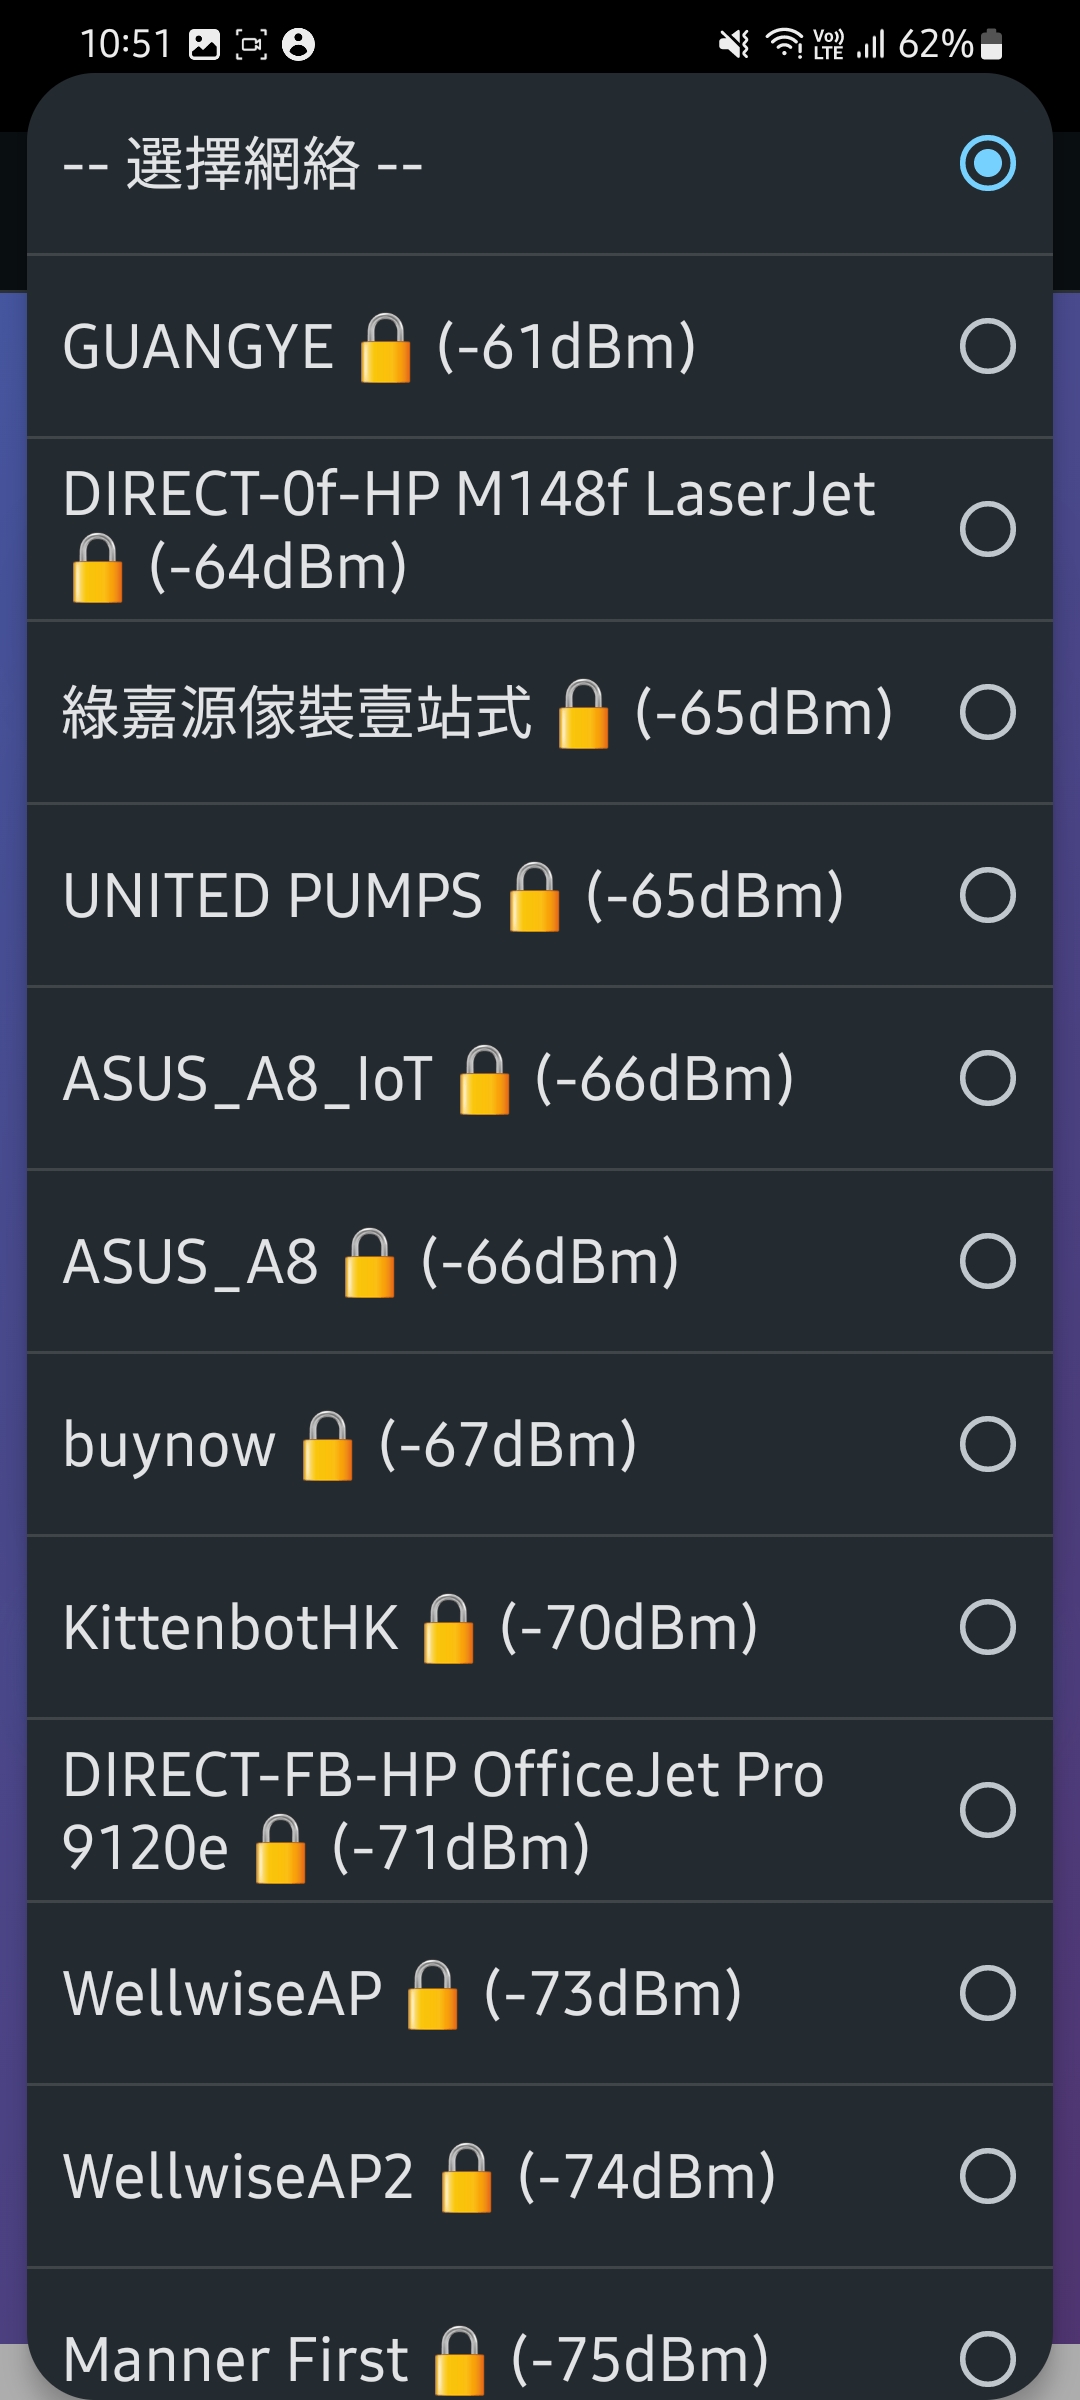 10:51 Vo)) LTE 62%
-- 選擇網絡 --
GUANGYE 🔒 (-61dBm)
DIRECT-0f-HP M148f LaserJet
🔒 (-64dBm)
綠嘉源傢裝壹站式 🔒 (-65dBm)
UNITED PUMPS 🔒 (-65dBm)
ASUS_A8_IoT 🔒 (-66dBm)
ASUS_A8 🔒 (-66dBm)
buynow 🔒 (-67dBm)
KittenbotHK 🔒 (-70dBm)
DIRECT-FB-HP OfficeJet Pro
9120e 🔒 (-71dBm)
WellwiseAP 🔒 (-73dBm)
WellwiseAP2 🔒 (-74dBm)
Manner First 🔒 (-75dBm)